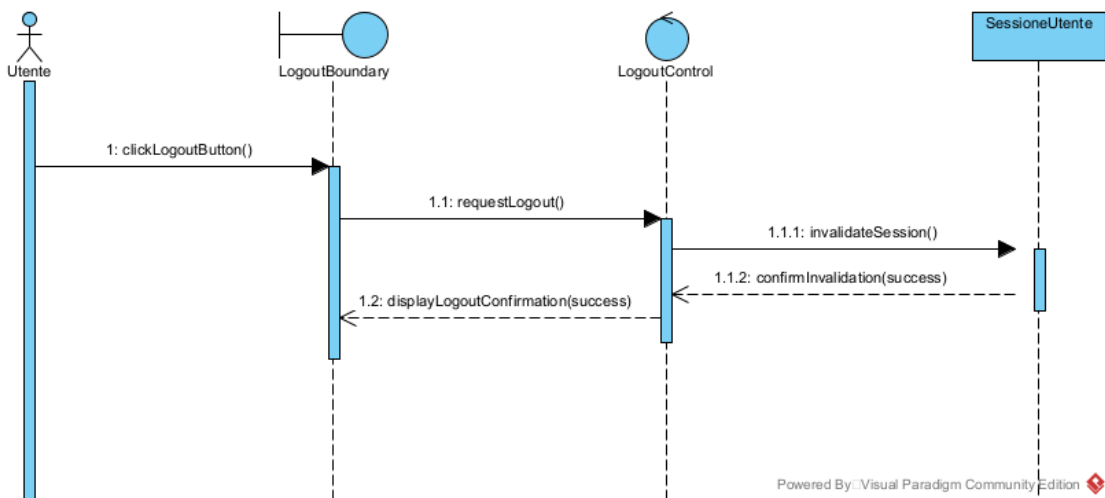 SessioneUtente
Utente
LogoutBoundary
LogoutControl
1: clickLogoutButton()
1.1: requestLogout()
1.1.1: invalidateSession()
1.1.2: confirmInvalidation(success)
1.2: displayLogoutConfirmation(success)
Powered By Visual Paradigm Community Edition